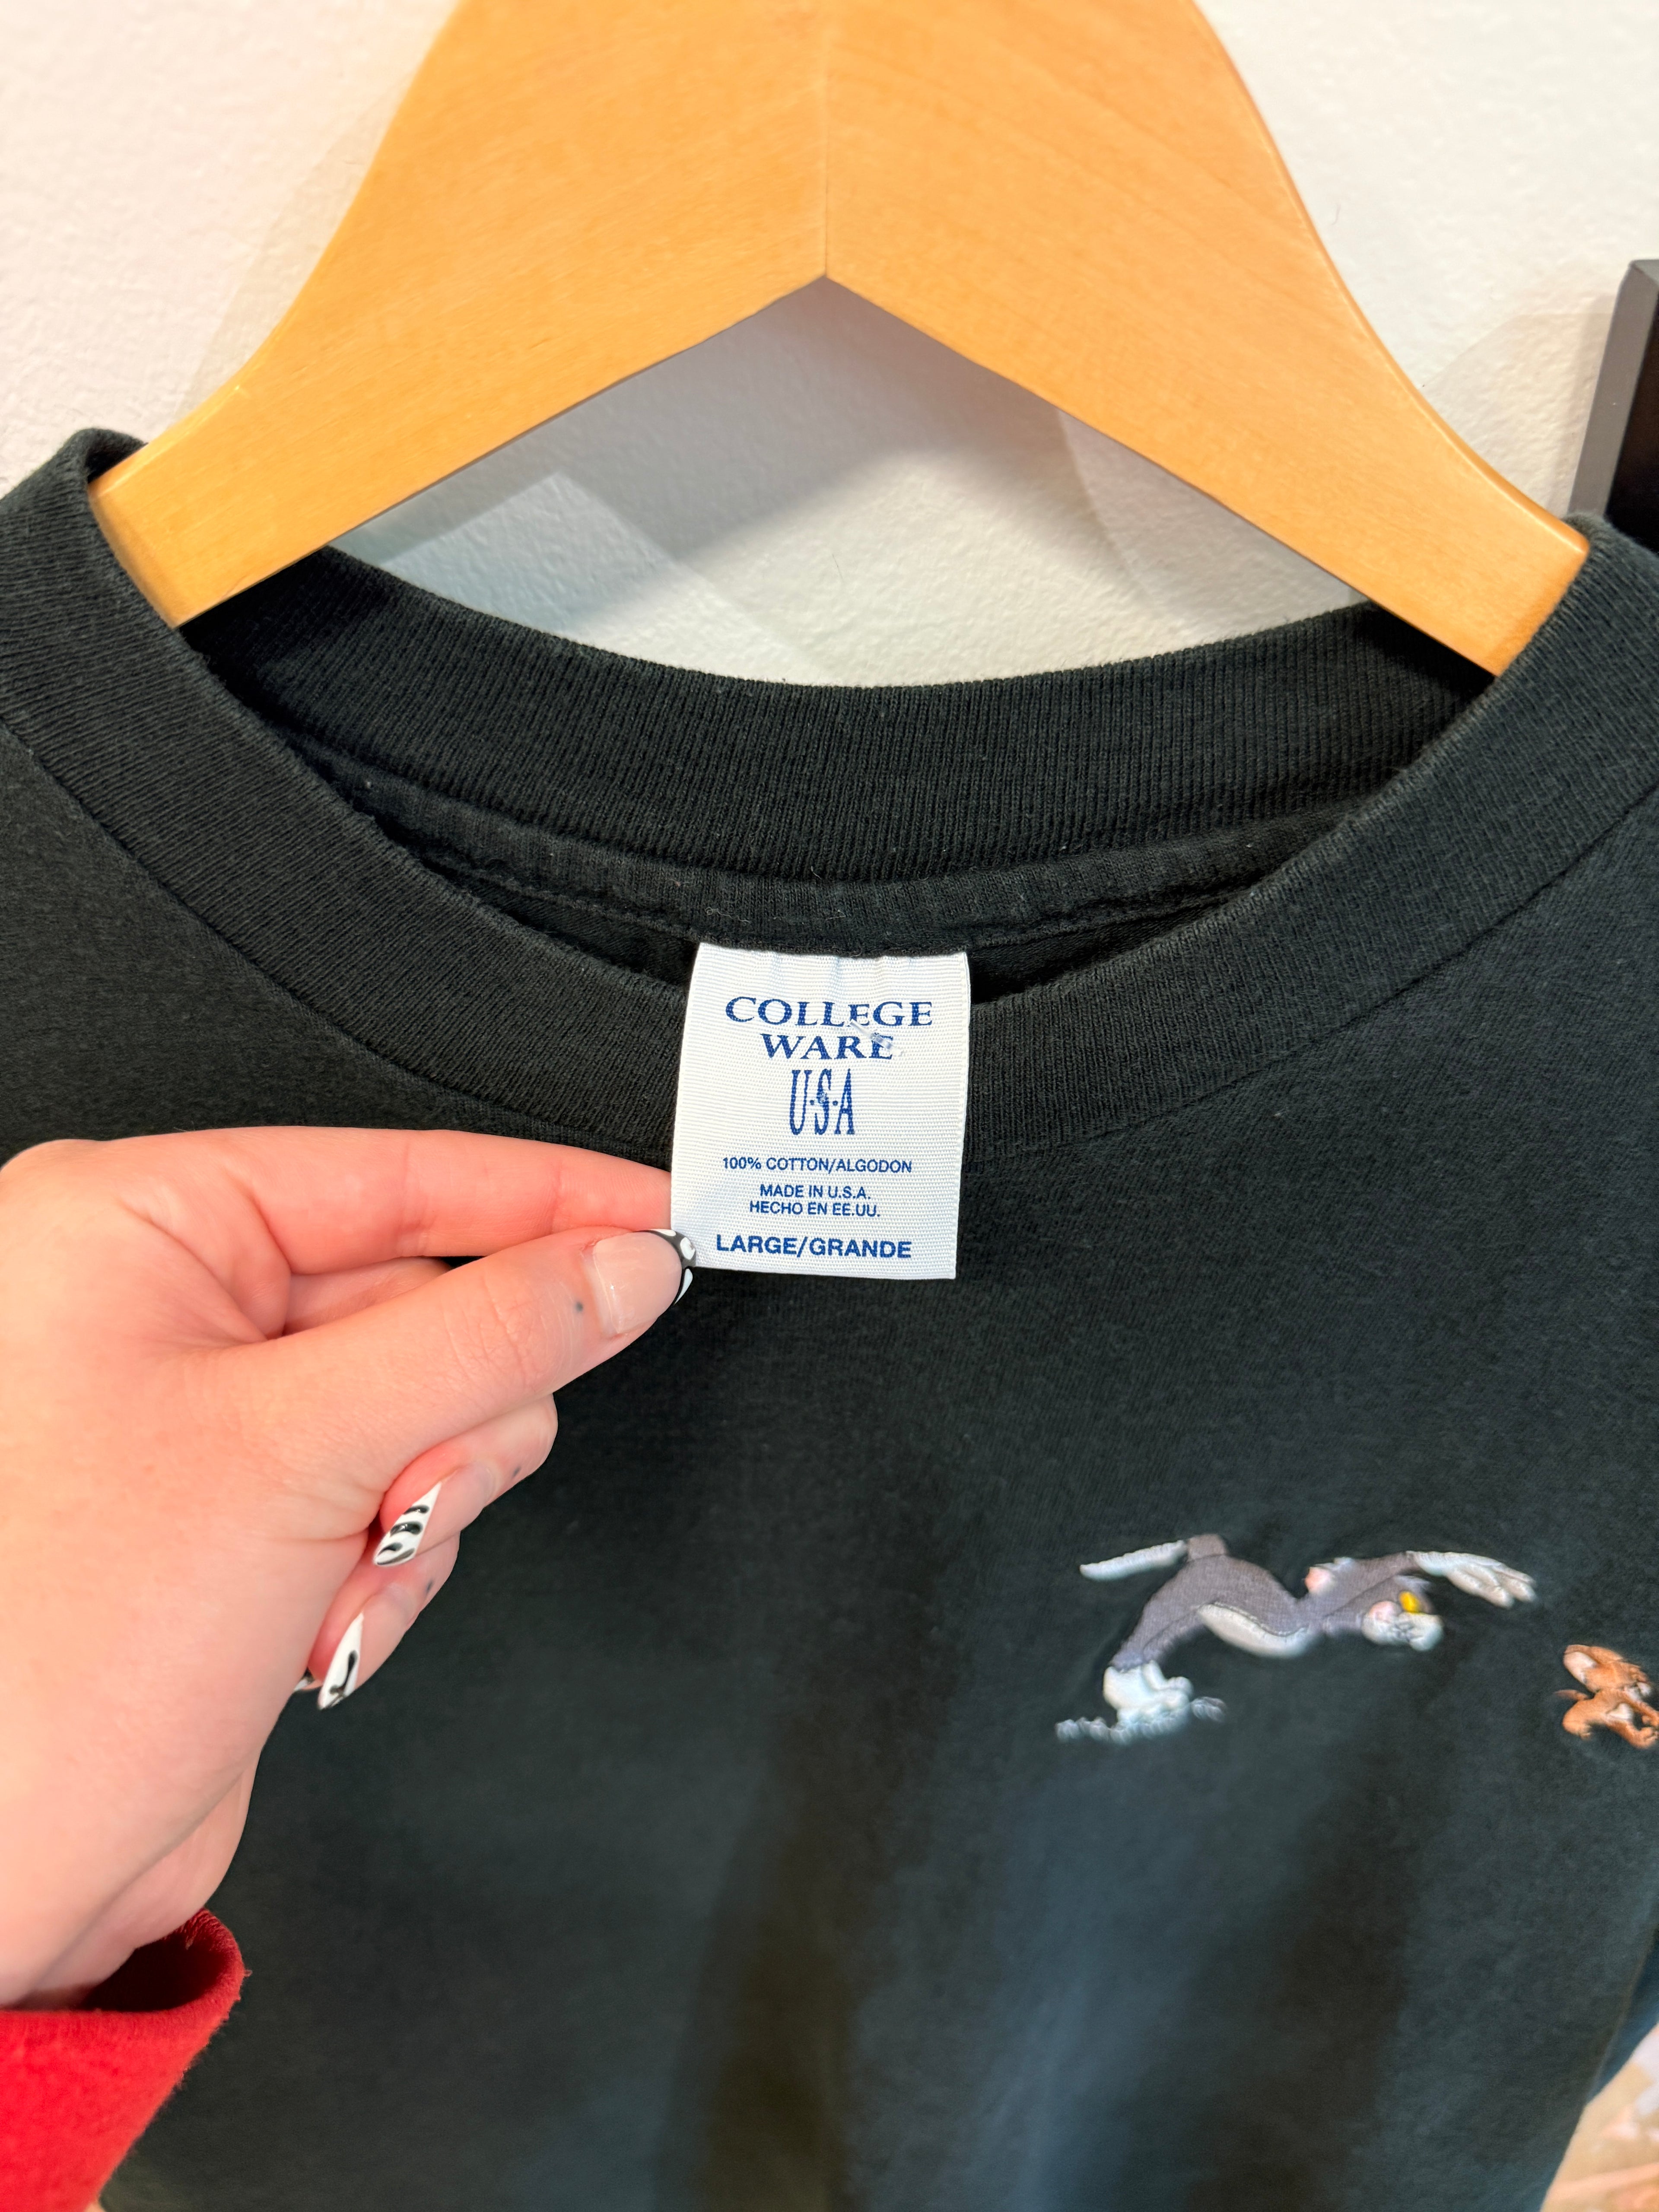 COLLEGE
WARE
U·S·A
100% COTTON/ALGODON
MADE IN U.S.A.
HECHO EN EE.UU.
LARGE/GRANDE